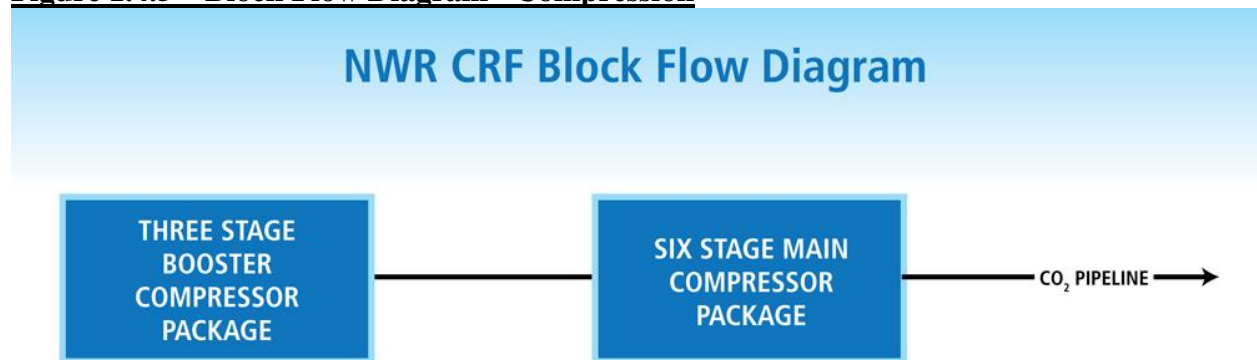 NWR CRF Block Flow Diagram
THREE STAGE
BOOSTER
COMPRESSOR
PACKAGE
SIX STAGE MAIN
COMPRESSOR
PACKAGE
CO₂ PIPELINE